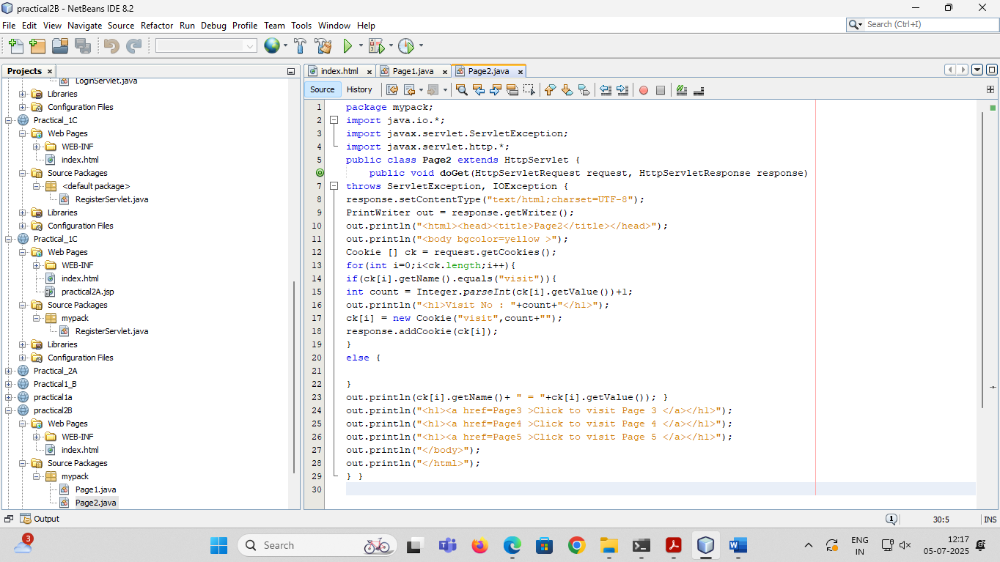 practical2B - NetBeans IDE 8.2
File Edit View Navigate Source Refactor Run Debug Profile Team Tools Window Help
Search (Ctrl+I)
Projects
index.html
Page1.java
Page2.java
Source
History
LoginServlet.java
Libraries
Configuration Files
Practical_1C
Web Pages
WEB-INF
index.html
Source Packages
<default package>
RegisterServlet.java
Libraries
Configuration Files
Practical_1C
Web Pages
WEB-INF
index.html
practical2A.jsp
Source Packages
mypack
RegisterServlet.java
Libraries
Configuration Files
Practical_2A
Practical1_B
practical1a
practical2B
Web Pages
WEB-INF
index.html
Source Packages
mypack
Page1.java
Page2.java
1 package mypack;
2 import java.io.*;
3 import javax.servlet.ServletException;
4 import javax.servlet.http.*;
5 public class Page2 extends HttpServlet {
public void doGet(HttpServletRequest request, HttpServletResponse response)
7 throws ServletException, IOException {
8 response.setContentType("text/html;charset=UTF-8");
9 PrintWriter out = response.getWriter();
10 out.println("<html><head><title>Page2</title></head>");
11 out.println("<body bgcolor=yellow >");
12 Cookie [] ck = request.getCookies();
13 for(int i=0;i<ck.length;i++){
14 if(ck[i].getName().equals("visit")){
15 int count = Integer.parseInt(ck[i].getValue())+1;
16 out.println("<h1>Visit No : "+count+"</h1>");
17 ck[i] = new Cookie("visit",count+"");
18 response.addCookie(ck[i]);
19 }
20 else {
21
22 }
23 out.println(ck[i].getName()+ " = "+ck[i].getValue()); }
24 out.println("<h1><a href=Page3 >Click to visit Page 3 </a></h1>");
25 out.println("<h1><a href=Page4 >Click to visit Page 4 </a></h1>");
26 out.println("<h1><a href=Page5 >Click to visit Page 5 </a></h1>");
27 out.println("</body>");
28 out.println("</html>");
29 } }
30
Output
1
30:5
INS
3
Search
ENG
IN
12:17
05-07-2025